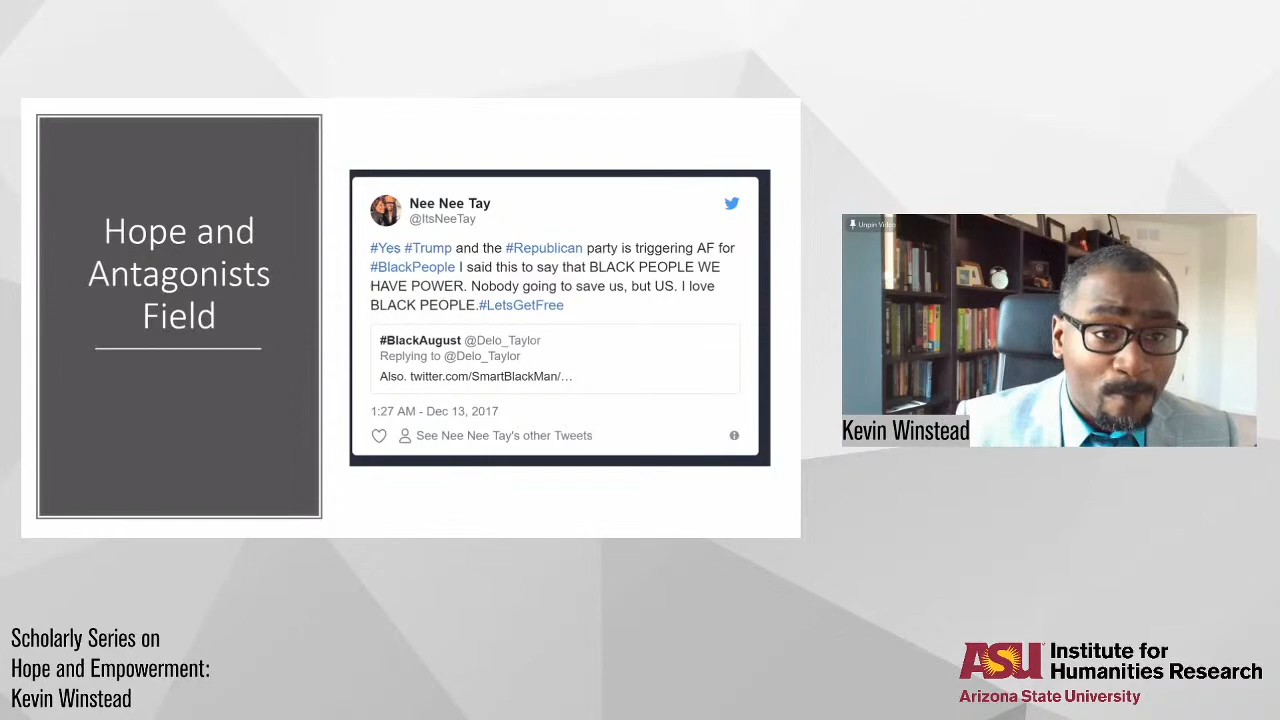 Hope and
Antagonists
Field
Nee Nee Tay
@ItsNeeTay
#Yes #Trump and the #Republican party is triggering AF for
#BlackPeople I said this to say that BLACK PEOPLE WE
HAVE POWER. Nobody going to save us, but US. I love
BLACK PEOPLE.#LetsGetFree
#BlackAugust @Delo_Taylor
Replying to @Delo_Taylor
Also. twitter.com/SmartBlackMan/…
1:27 AM - Dec 13, 2017
See Nee Nee Tay's other Tweets
Unpin Video
Kevin Winstead
Scholarly Series on
Hope and Empowerment:
Kevin Winstead
ASU Institute for
Humanities Research
Arizona State University